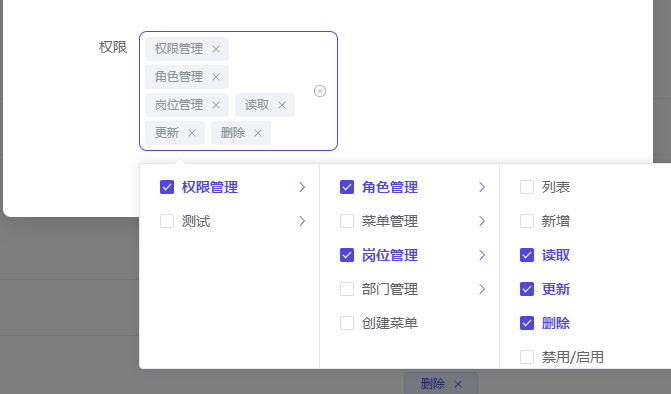 权限
权限管理
角色管理
岗位管理 读取
更新 删除
权限管理
测试
角色管理
菜单管理
岗位管理
部门管理
创建菜单
列表
新增
读取
更新
删除
禁用/启用
删除